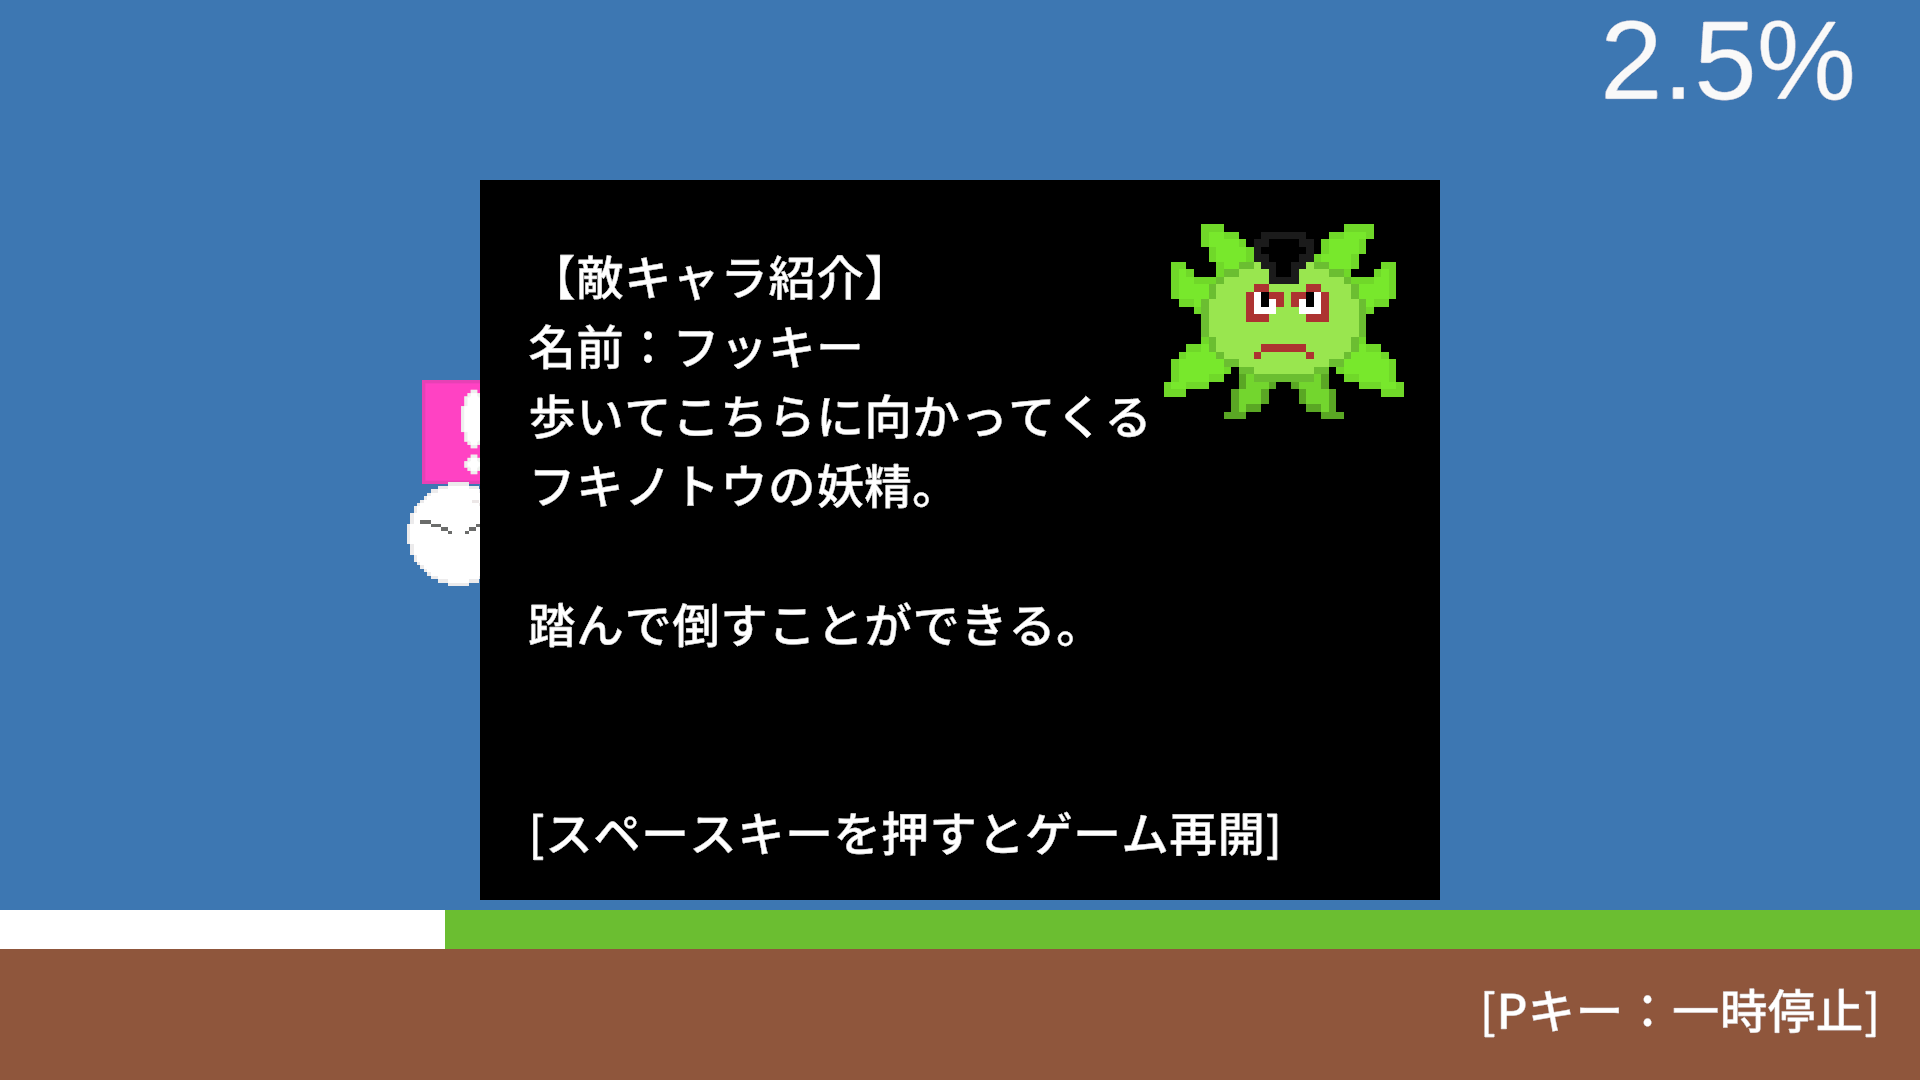 2.5%
【敵キャラ紹介】
名前：フッキー
歩いてこちらに向かってくる
フキノトウの妖精。
踏んで倒すことができる。
[スペースキーを押すとゲーム再開]
[Pキー：一時停止]